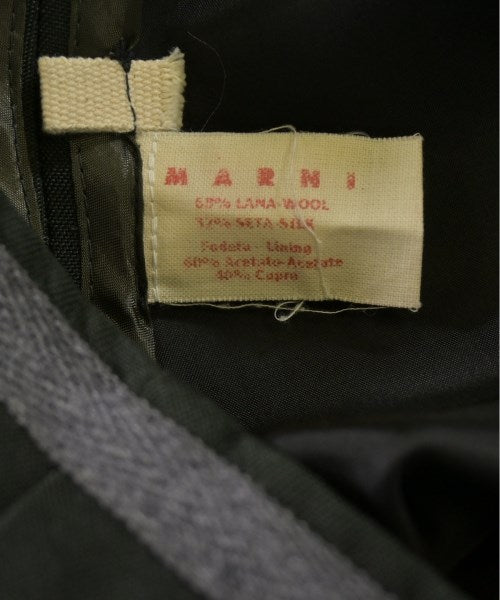 MARNI
68% LANA-WOOL
32% SETA-SILK
Fodera - Lining
60% Acetato-Acetate
40% Cupro